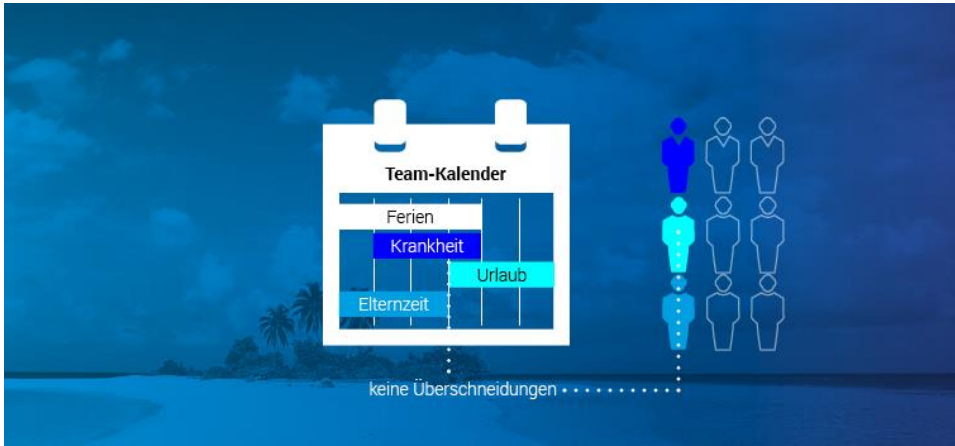 Team-Kalender
Ferien
Krankheit
Urlaub
Elternzeit
keine Überschneidungen